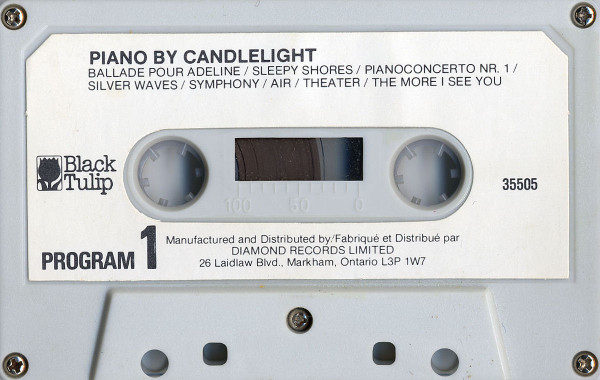 PIANO BY CANDLELIGHT
BALLADE POUR ADELINE / SLEEPY SHORES / PIANOCONCERTO NR. 1 /
SILVER WAVES / SYMPHONY / AIR / THEATER / THE MORE I SEE YOU
Black
Tulip
100 50 0
35505
PROGRAM 1
Manufactured and Distributed by/Fabriqué et Distribué par
DIAMOND RECORDS LIMITED
26 Laidlaw Blvd., Markham, Ontario L3P 1W7